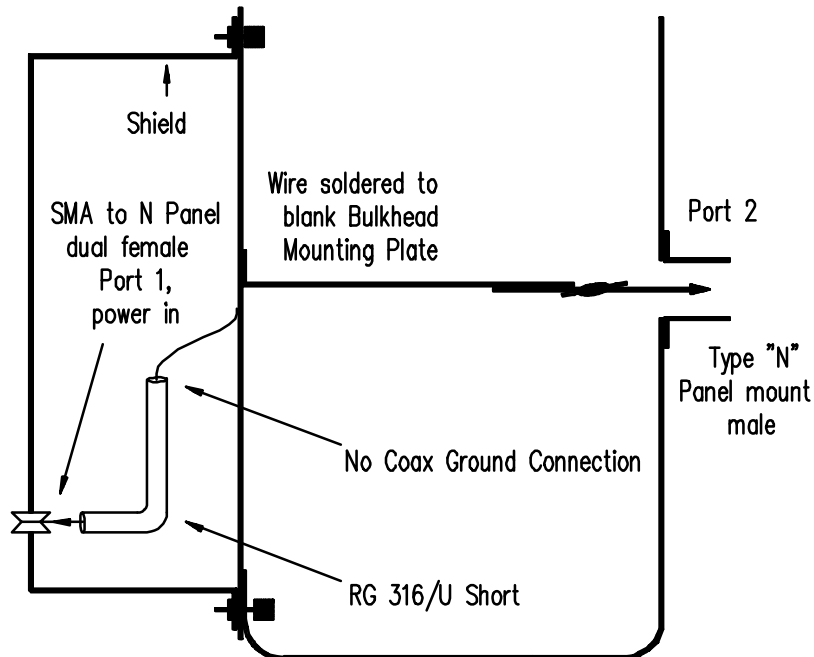 Shield
Wire soldered to
blank Bulkhead
Mounting Plate
SMA to N Panel
dual female
Port 1,
power in
Port 2
Type "N"
Panel mount
male
No Coax Ground Connection
RG 316/U Short